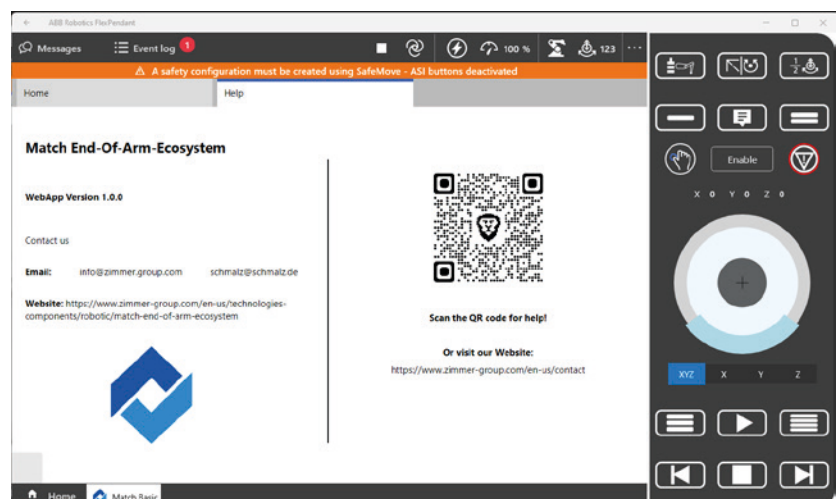 ABB Robotics FlexPendant
Messages
Event log 1
100 %
123
A safety configuration must be created using SafeMove - ASI buttons deactivated
Home
Help
Match End-Of-Arm-Ecosystem
WebApp Version 1.0.0
Contact us
Email: info@zimmer.group.com schmalz@schmalz.de
Website: https://www.zimmer-group.com/en-us/technologies-
components/robotic/match-end-of-arm-ecosystem
Scan the QR code for help!
Or visit our Website:
https://www.zimmer-group.com/en-us/contact
Home
Match Basic
1/2
Enable
X 0 Y 0 Z 0
XYZ X Y Z